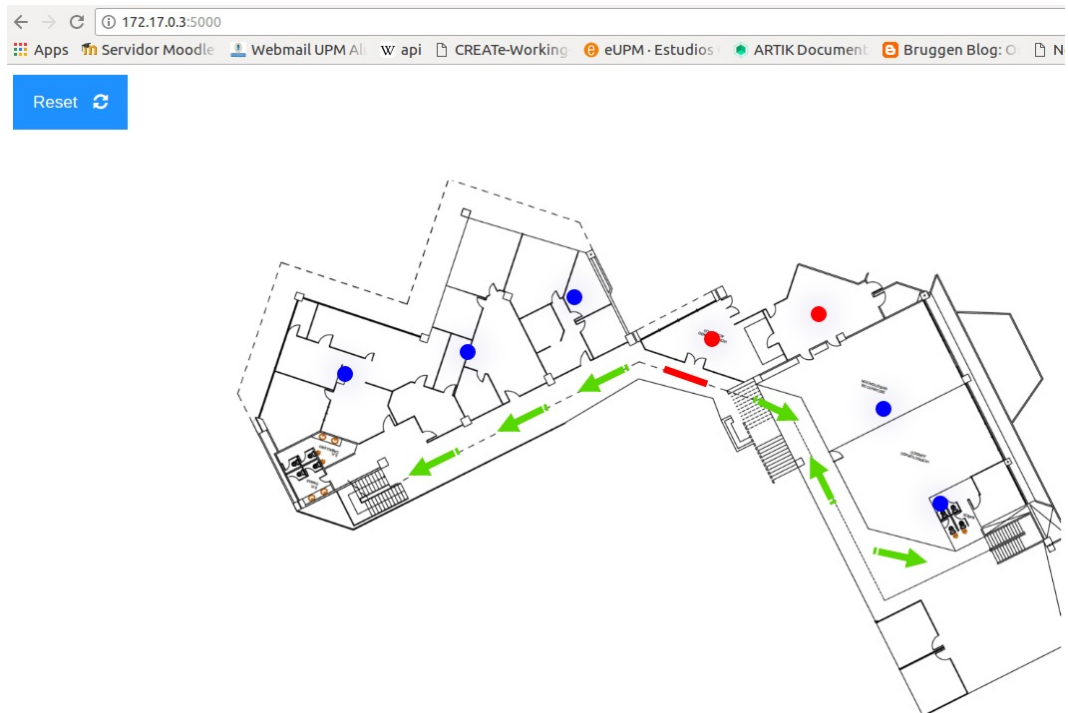 172.17.0.3:5000
Apps Servidor Moodle Webmail UPM Al W api CREATe-Working eUPM · Estudios ARTIK Document Bruggen Blog: O N
Reset